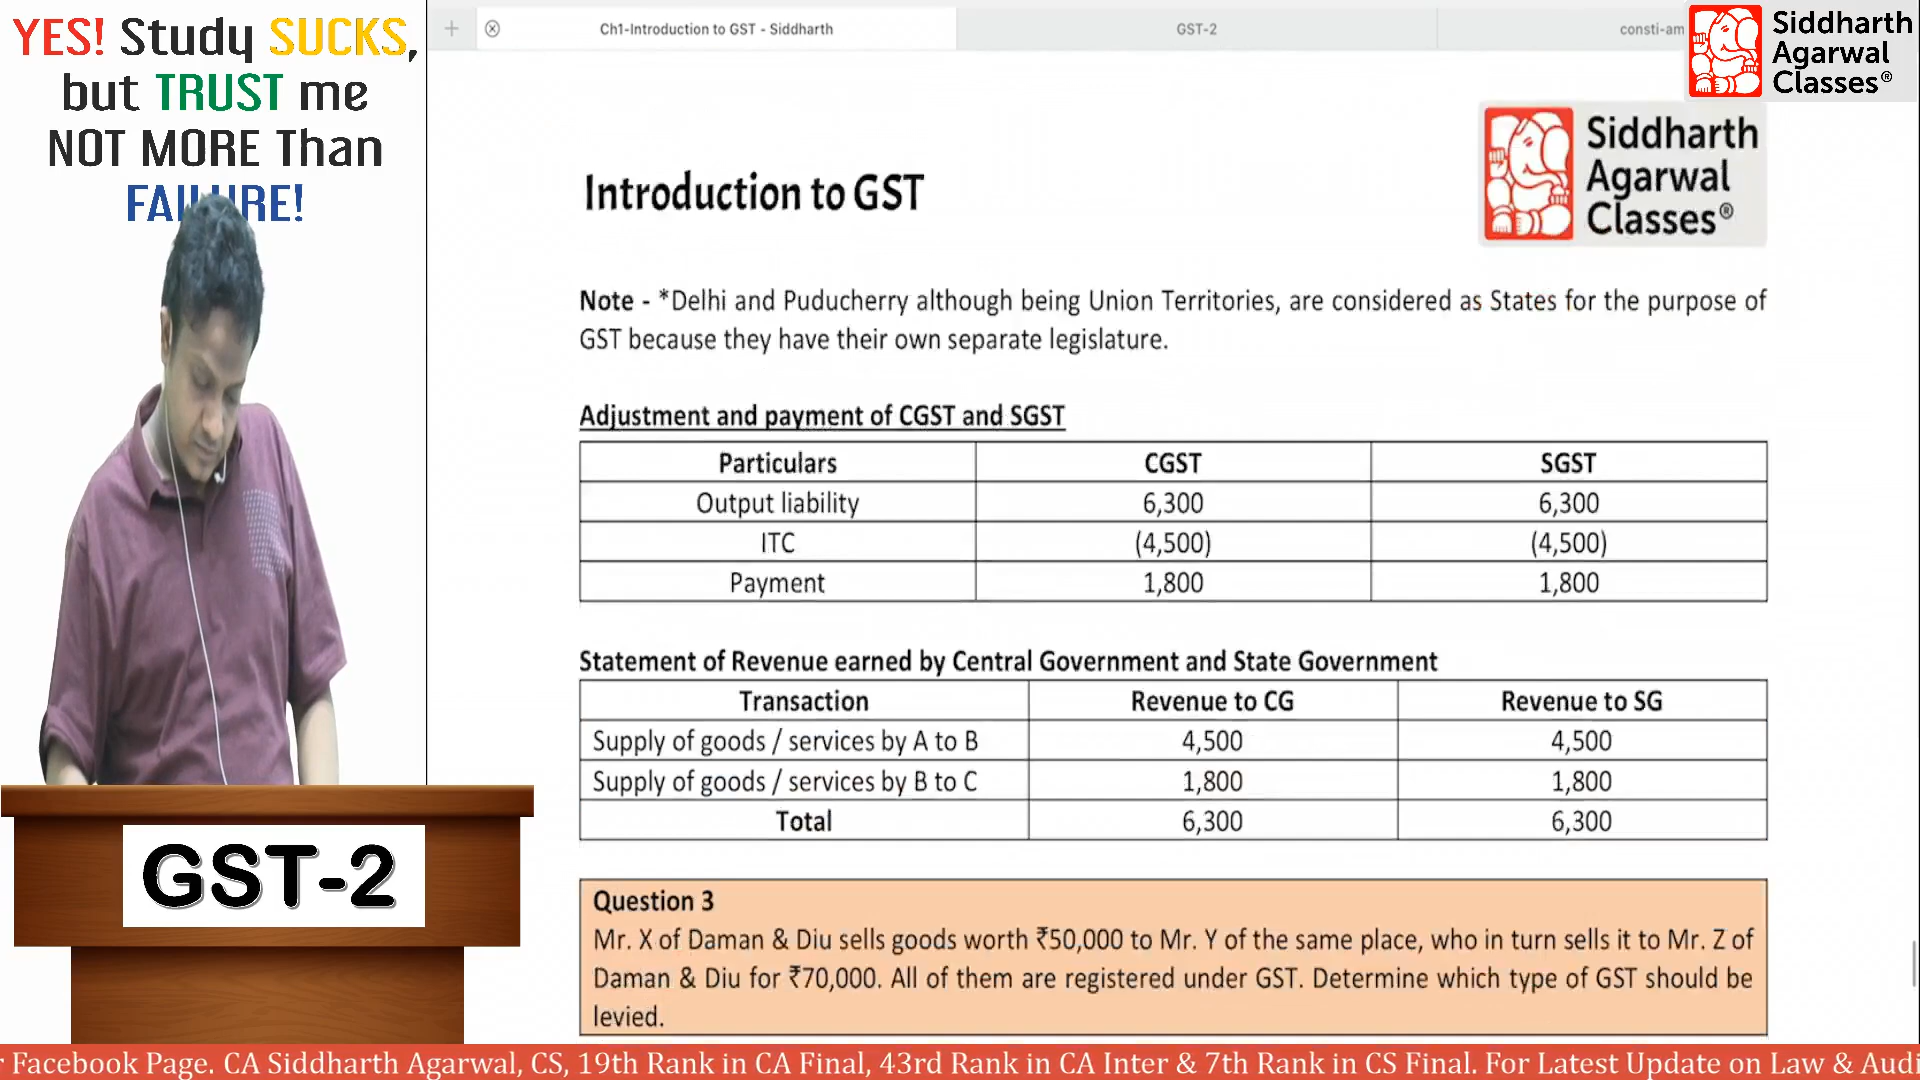 YES! Study SUCKS,
but TRUST me
NOT MORE Than
FAILURE!
Ch1-Introduction to GST - Siddharth
GST-2
consti-am
Siddharth
Agarwal
Classes®
Introduction to GST
Siddharth
Agarwal
Classes®
Note - *Delhi and Puducherry although being Union Territories, are considered as States for the purpose of
GST because they have their own separate legislature.
Adjustment and payment of CGST and SGST
Particulars CGST SGST
Output liability 6,300 6,300
ITC (4,500) (4,500)
Payment 1,800 1,800
Statement of Revenue earned by Central Government and State Government
Transaction Revenue to CG Revenue to SG
Supply of goods / services by A to B 4,500 4,500
Supply of goods / services by B to C 1,800 1,800
Total 6,300 6,300
Question 3
Mr. X of Daman & Diu sells goods worth ₹50,000 to Mr. Y of the same place, who in turn sells it to Mr. Z of
Daman & Diu for ₹70,000. All of them are registered under GST. Determine which type of GST should be
levied.
GST-2
r Facebook Page. CA Siddharth Agarwal, CS, 19th Rank in CA Final, 43rd Rank in CA Inter & 7th Rank in CS Final. For Latest Update on Law & Audi